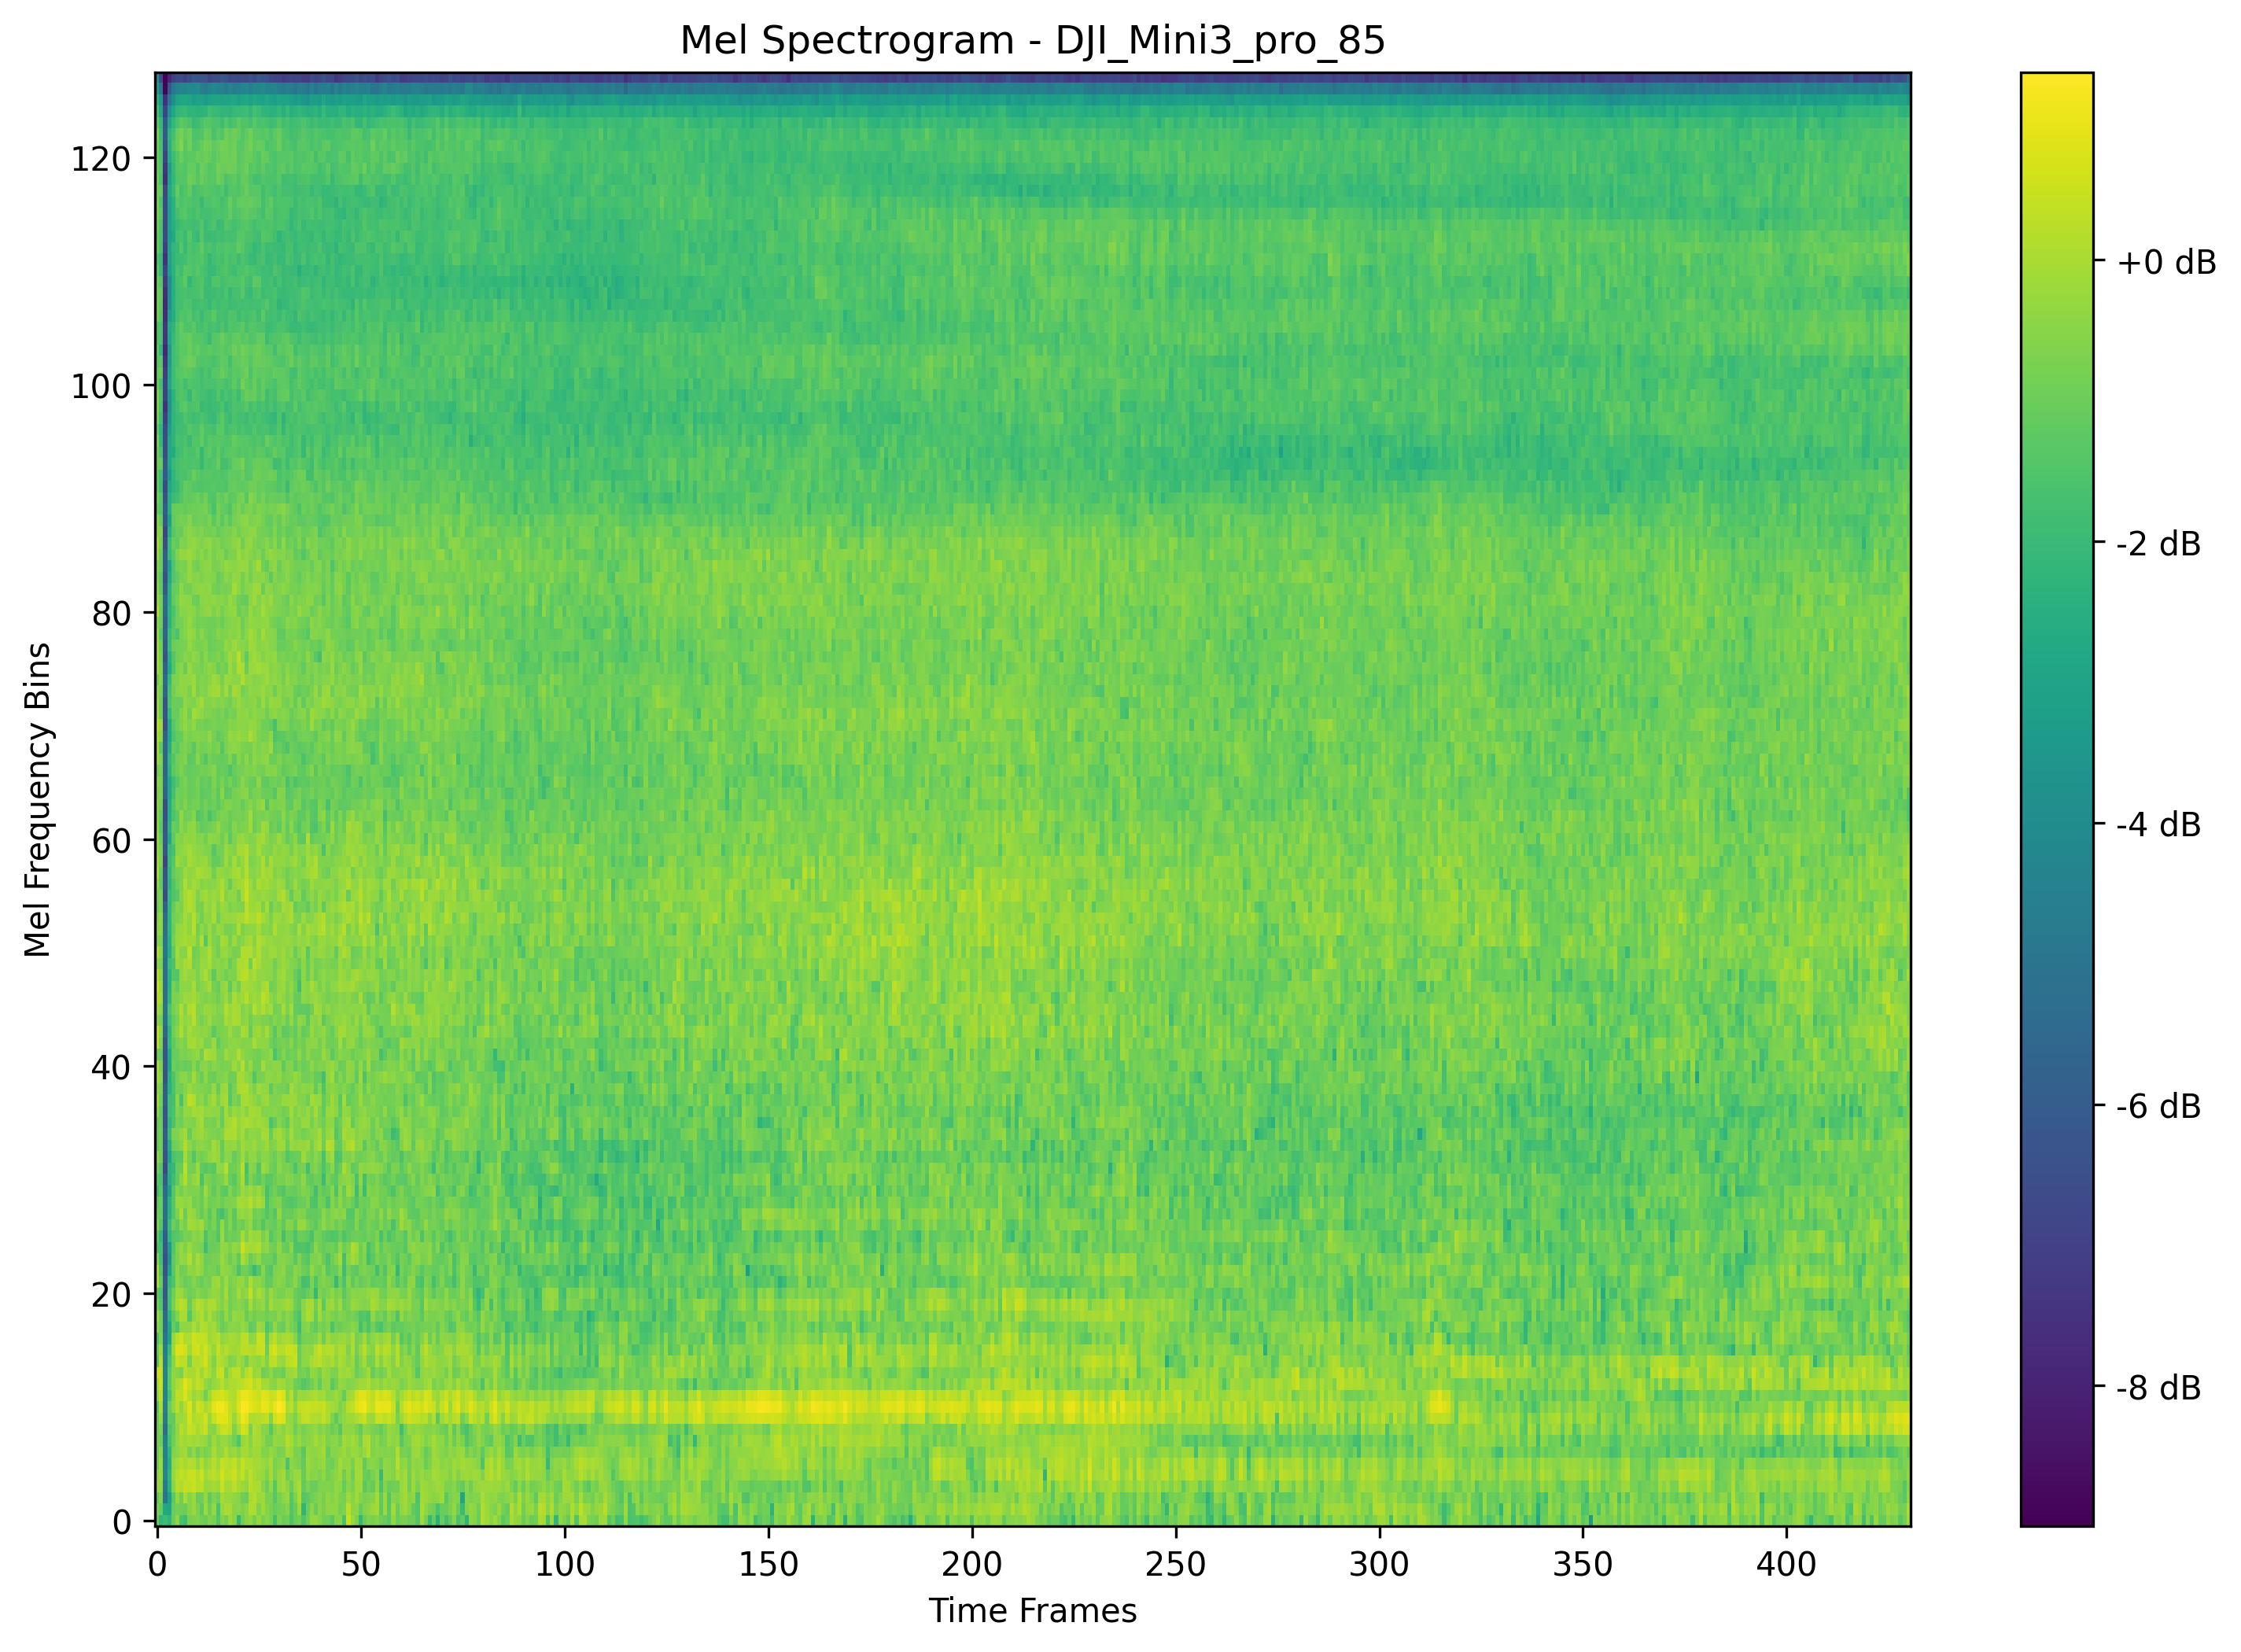 Mel Spectrogram - DJI_Mini3_pro_85
120
100
80
60
40
20
0
Mel Frequency Bins
0 50 100 150 200 250 300 350 400
Time Frames
+0 dB
-2 dB
-4 dB
-6 dB
-8 dB